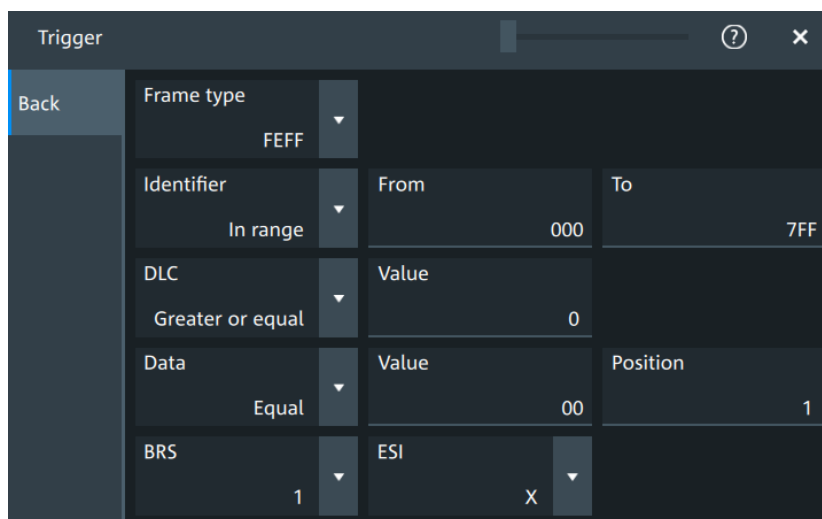 Trigger ? ×
Back
Frame type
FEFF
Identifier From To
In range 000 7FF
DLC Value
Greater or equal 0
Data Value Position
Equal 00 1
BRS ESI
1 X